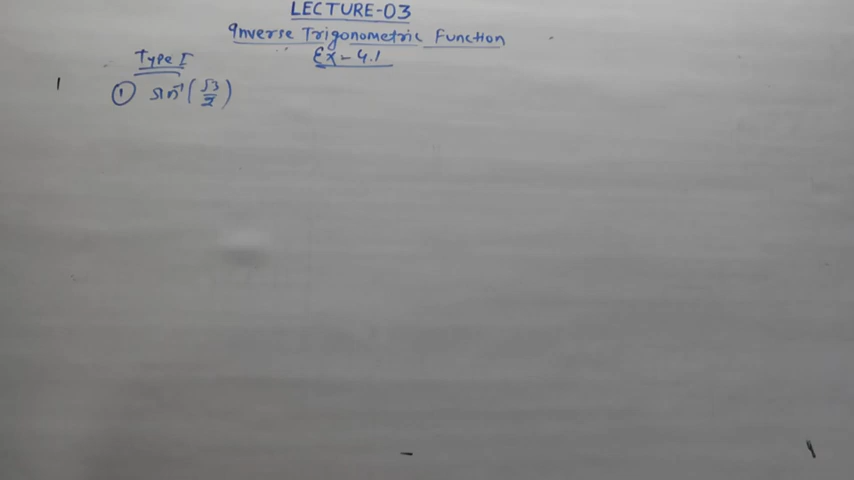 LECTURE-03
Inverse Trigonometric Function
Ex-4.1
Type I
① sin⁻¹(√3/2)